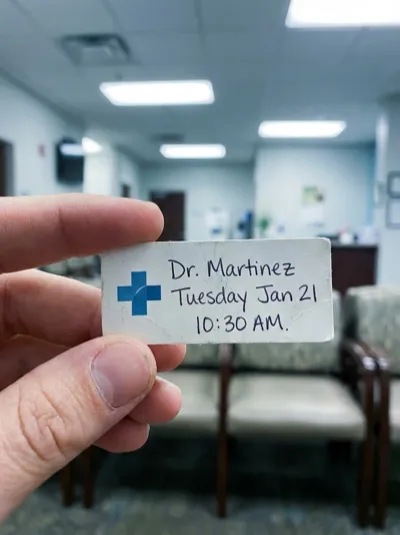 Dr. Martinez
Tuesday Jan 21
10:30 AM.